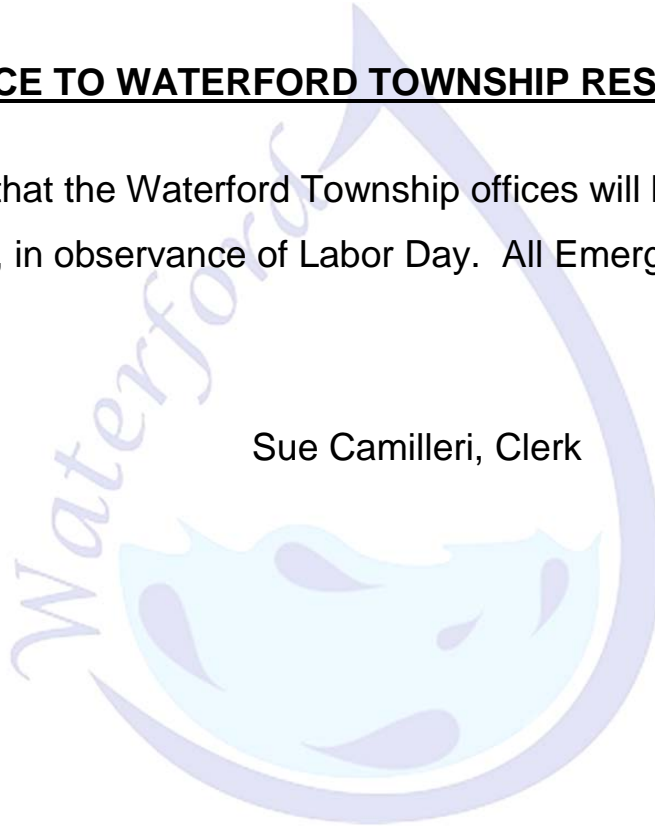 CE TO WATERFORD TOWNSHIP RES
that the Waterford Township offices will
, in observance of Labor Day. All Emerg
Sue Camilleri, Clerk
Waterford